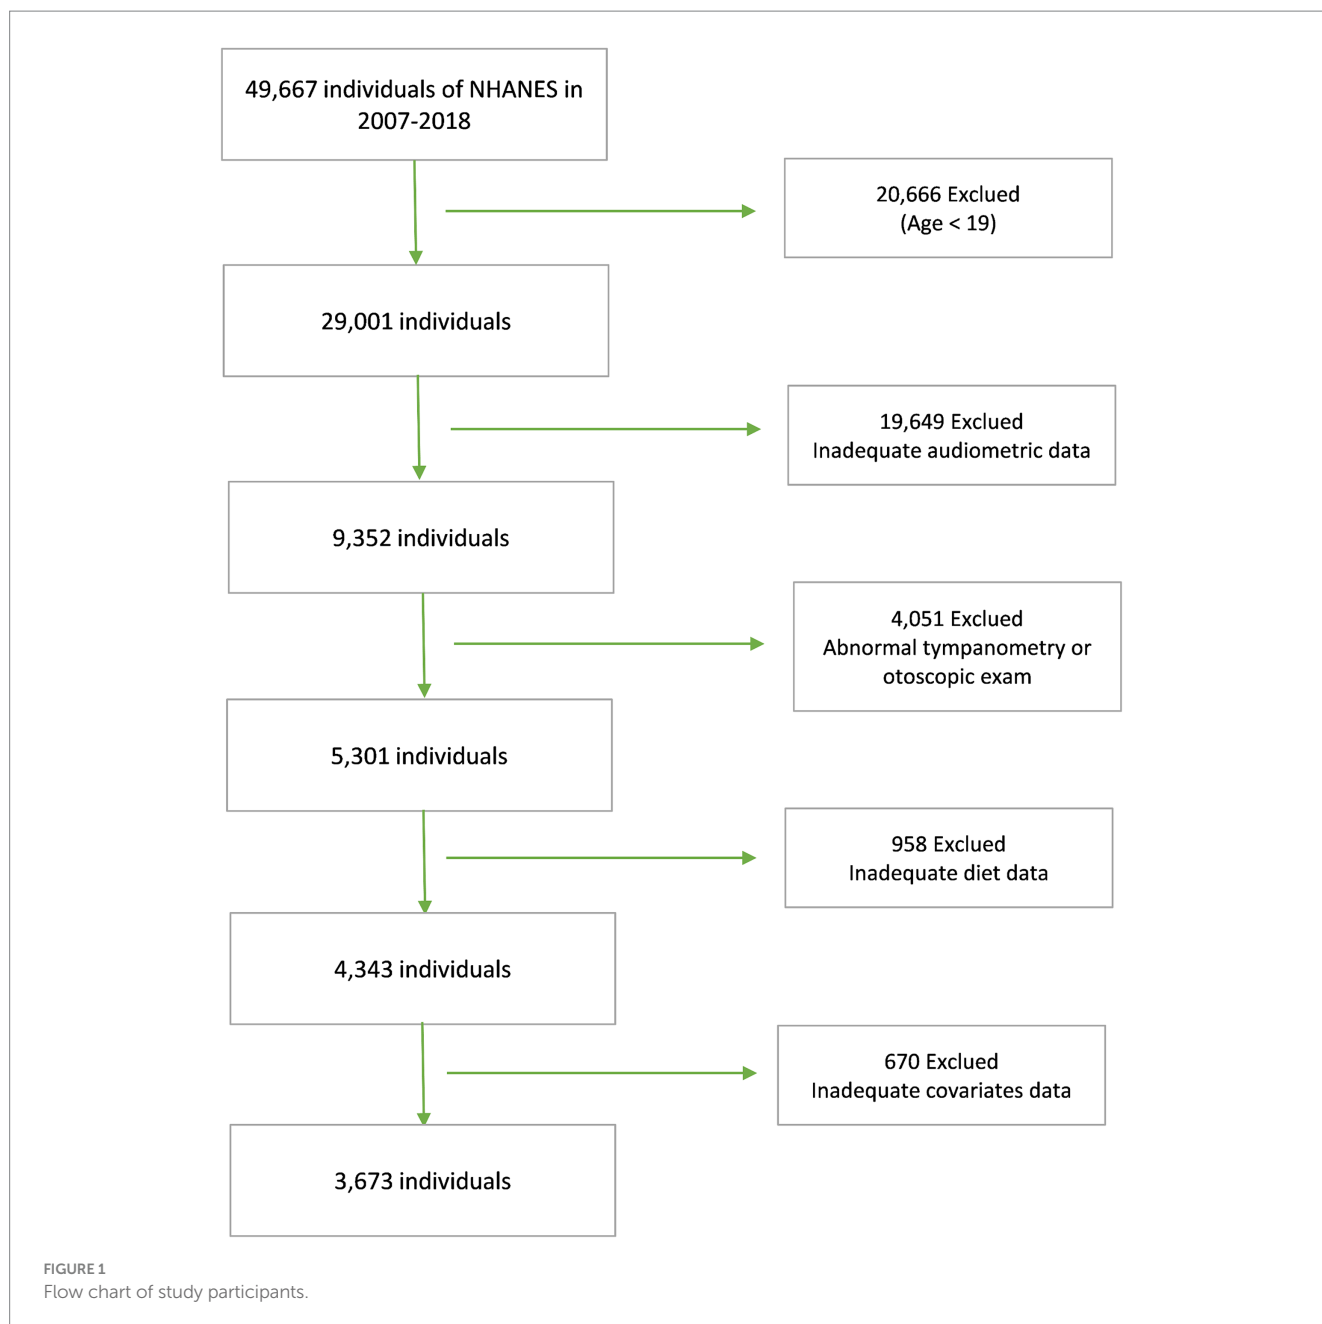 49,667 individuals of NHANES in
2007-2018
20,666 Exclued
(Age < 19)
29,001 individuals
19,649 Exclued
Inadequate audiometric data
9,352 individuals
4,051 Exclued
Abnormal tympanometry or
otoscopic exam
5,301 individuals
958 Exclued
Inadequate diet data
4,343 individuals
670 Exclued
Inadequate covariates data
3,673 individuals
FIGURE 1
Flow chart of study participants.